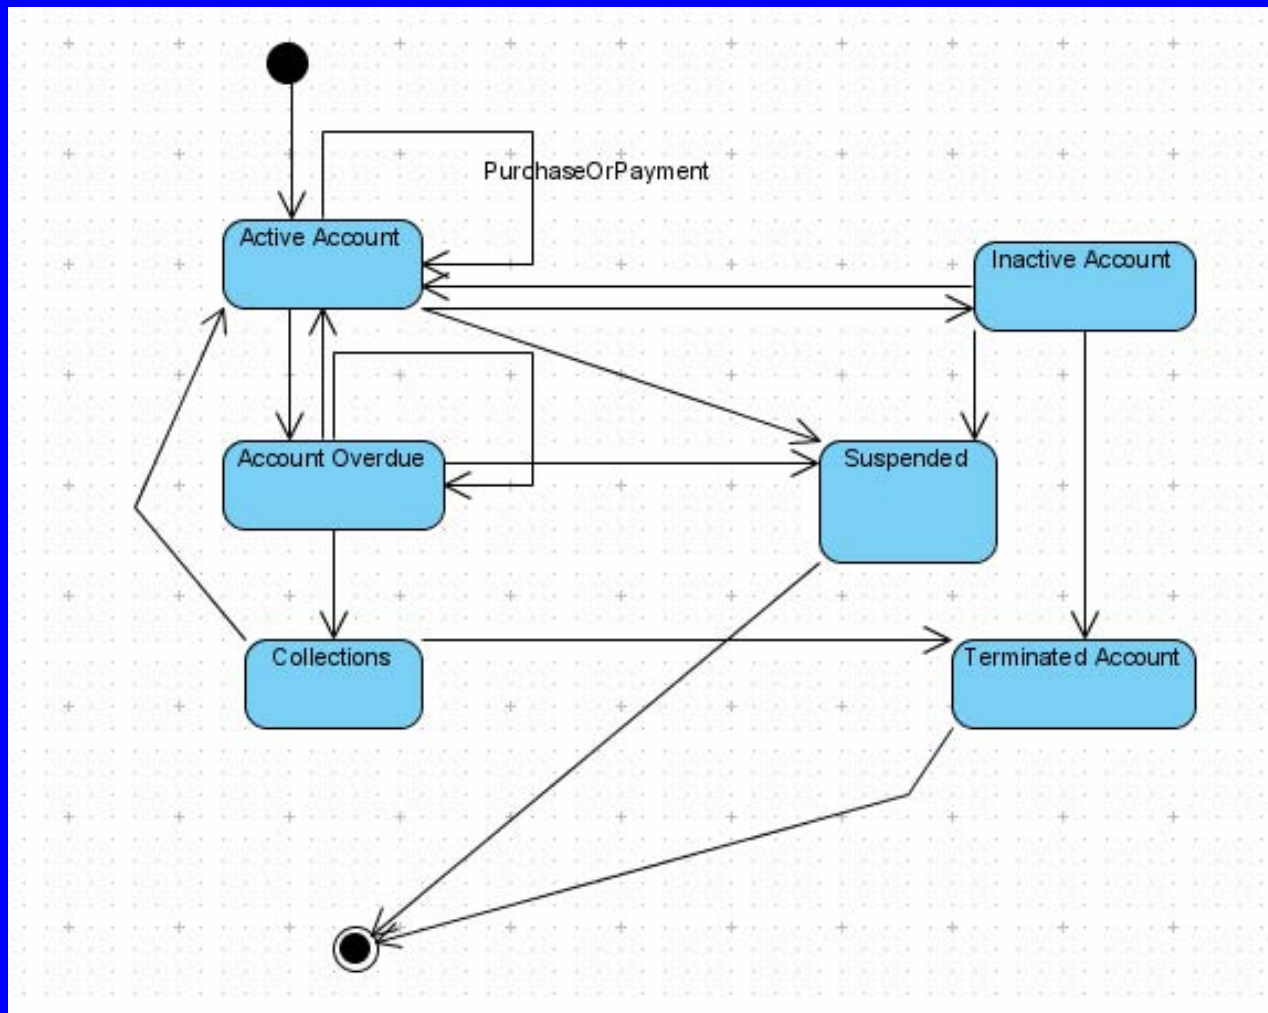 PurchaseOrPayment
Active Account
Inactive Account
Account Overdue
Suspended
Collections
Terminated Account